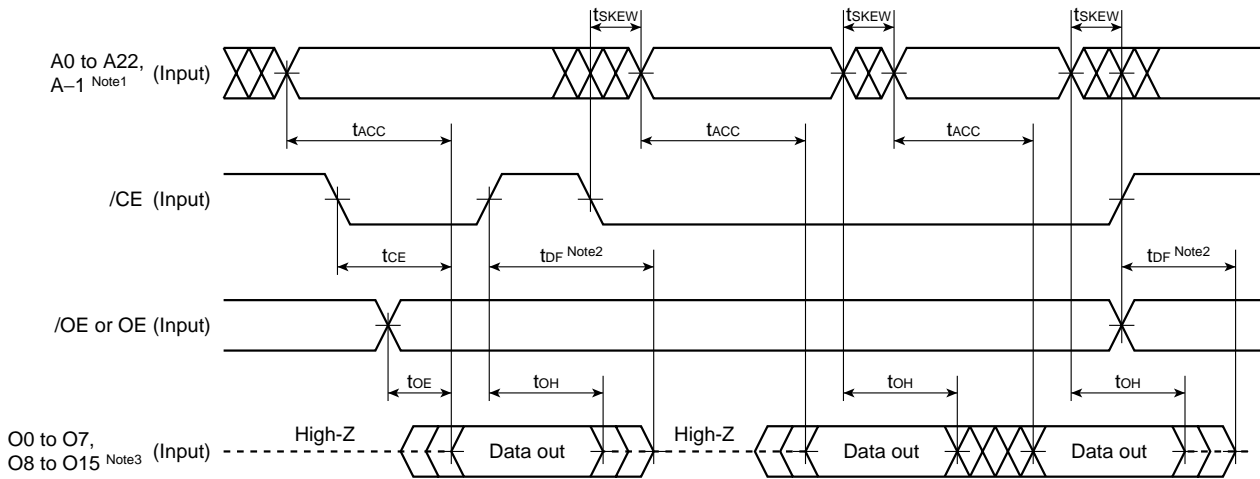 tSKEW tSKEW tSKEW
A0 to A22,
A–1 Note1 (Input)
tACC tACC tACC
/CE (Input)
tCE tDF Note2 tDF Note2
/OE or OE (Input)
tOE tOH tOH tOH
O0 to O7,
O8 to O15 Note3 (Input)
High-Z Data out High-Z Data out Data out